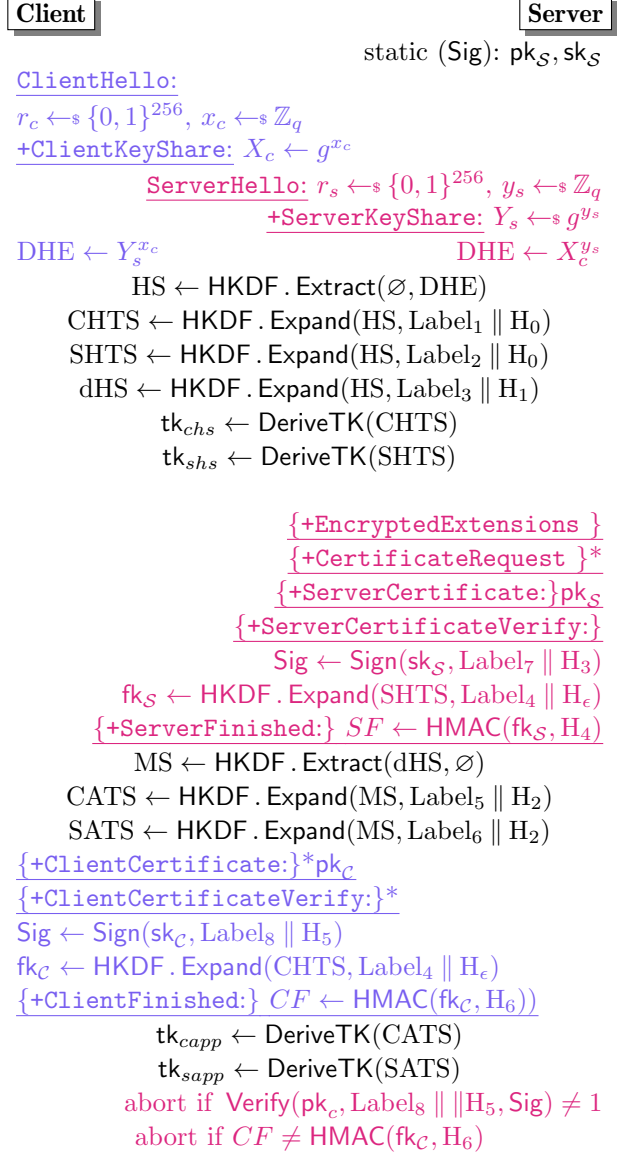 Client Server
static (Sig): pk_𝒮, sk_𝒮
ClientHello:
r_c ←$ {0, 1}^256, x_c ←$ ℤ_q
+ClientKeyShare: X_c ← g^{x_c}
ServerHello: r_s ←$ {0, 1}^256, y_s ←$ ℤ_q
+ServerKeyShare: Y_s ←$ g^{y_s}
DHE ← Y_s^{x_c} DHE ← X_c^{y_s}
HS ← HKDF . Extract(∅, DHE)
CHTS ← HKDF . Expand(HS, Label_1 ∥ H_0)
SHTS ← HKDF . Expand(HS, Label_2 ∥ H_0)
dHS ← HKDF . Expand(HS, Label_3 ∥ H_1)
tk_chs ← DeriveTK(CHTS)
tk_shs ← DeriveTK(SHTS)
{+EncryptedExtensions }
{+CertificateRequest }*
{+ServerCertificate:}pk_𝒮
{+ServerCertificateVerify:}
Sig ← Sign(sk_𝒮, Label_7 ∥ H_3)
fk_𝒮 ← HKDF . Expand(SHTS, Label_4 ∥ H_ϵ)
{+ServerFinished:} SF ← HMAC(fk_𝒮, H_4)
MS ← HKDF . Extract(dHS, ∅)
CATS ← HKDF . Expand(MS, Label_5 ∥ H_2)
SATS ← HKDF . Expand(MS, Label_6 ∥ H_2)
{+ClientCertificate:}*pk_𝒞
{+ClientCertificateVerify:}*
Sig ← Sign(sk_𝒞, Label_8 ∥ H_5)
fk_𝒞 ← HKDF . Expand(CHTS, Label_4 ∥ H_ϵ)
{+ClientFinished:} CF ← HMAC(fk_𝒞, H_6))
tk_capp ← DeriveTK(CATS)
tk_sapp ← DeriveTK(SATS)
abort if Verify(pk_c, Label_8 ∥ ∥H_5, Sig) ≠ 1
abort if CF ≠ HMAC(fk_𝒞, H_6)